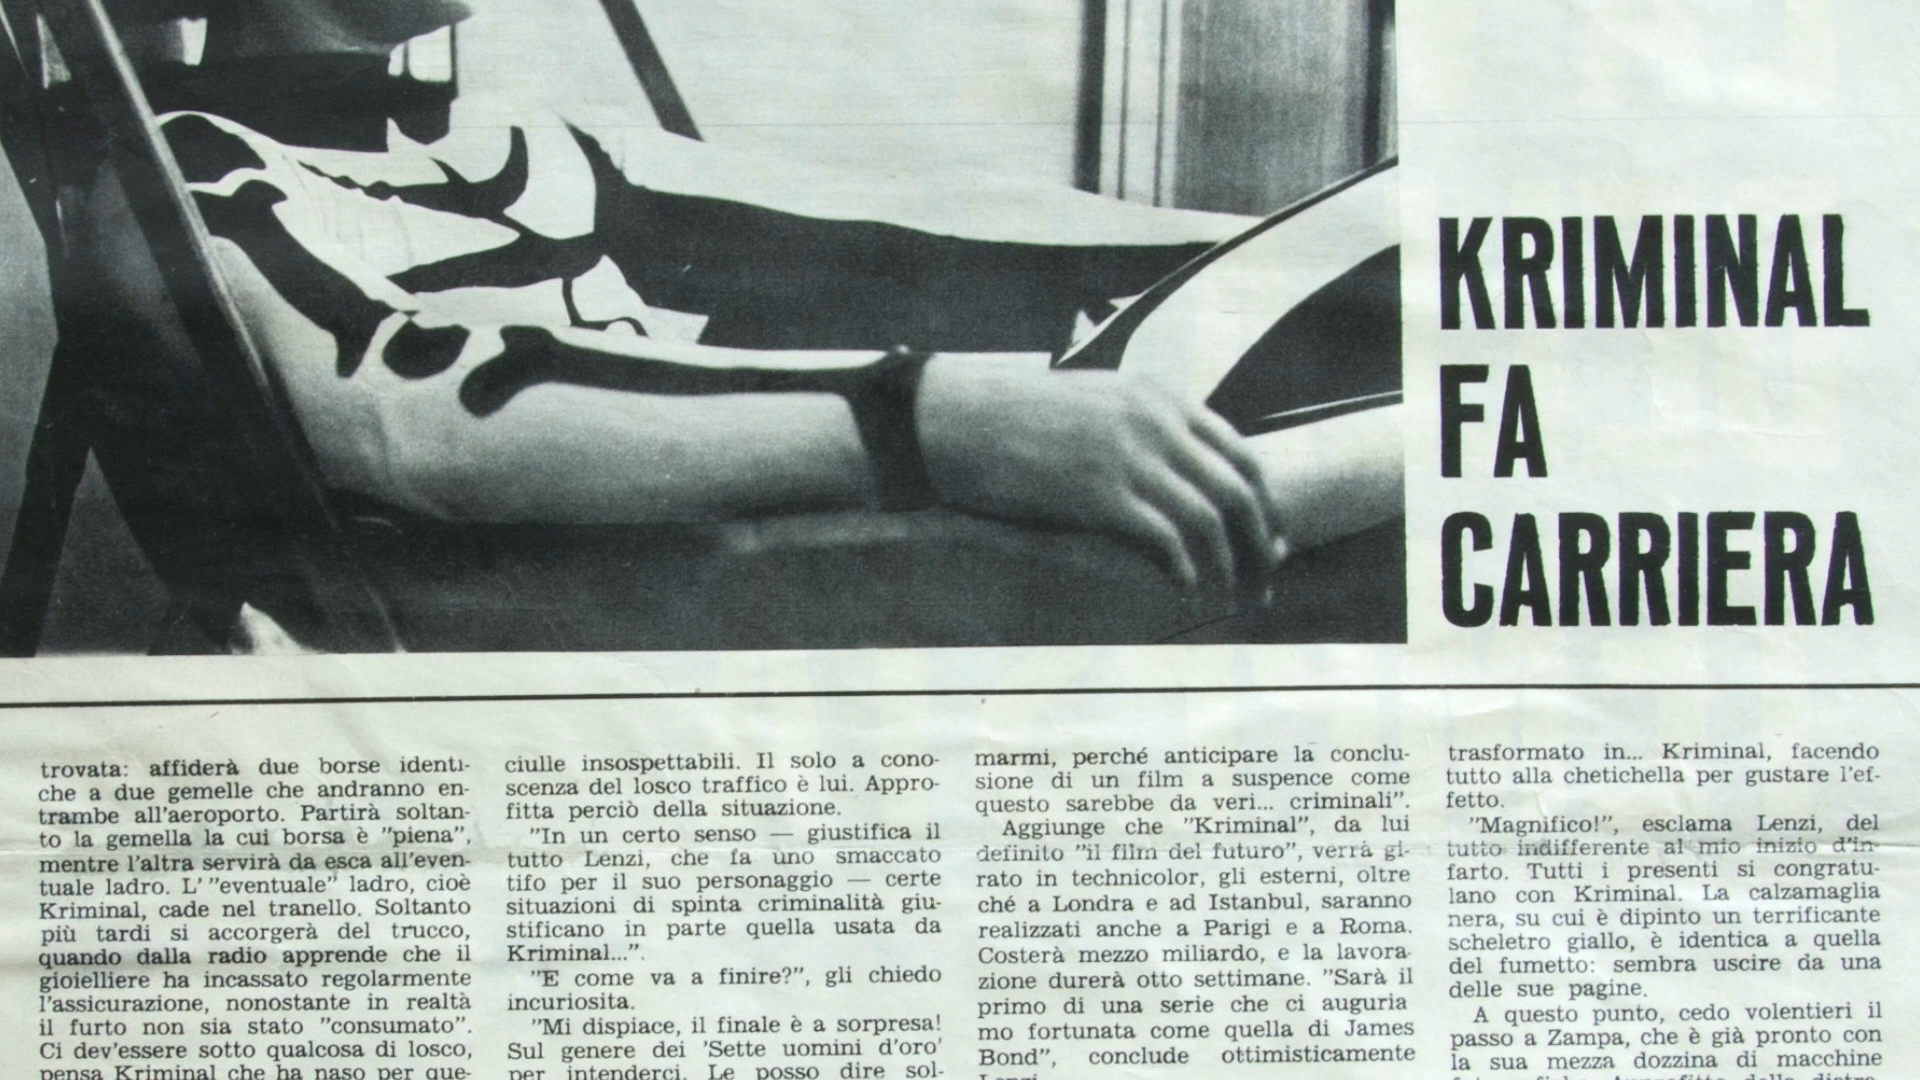 KRIMINAL
FA
CARRIERA
trovata: affiderà due borse identi-
che a due gemelle che andranno en-
trambe all'aeroporto. Partirà soltan-
to la gemella la cui borsa è "piena",
mentre l'altra servirà da esca all'even-
tuale ladro. L' "eventuale" ladro, cioè
Kriminal, cade nel tranello. Soltanto
più tardi si accorgerà del trucco,
quando dalla radio apprende che il
gioielliere ha incassato regolarmente
l'assicurazione, nonostante in realtà
il furto non sia stato "consumato".
Ci dev'essere sotto qualcosa di losco,
pensa Kriminal che ha naso per que-
ciulle insospettabili. Il solo a cono-
scenza del losco traffico è lui. Appro-
fitta perciò della situazione.
"In un certo senso — giustifica il
tutto Lenzi, che fa uno smaccato
tifo per il suo personaggio — certe
situazioni di spinta criminalità giu-
stificano in parte quella usata da
Kriminal...".
"E come va a finire?", gli chiedo
incuriosita.
"Mi dispiace, il finale è a sorpresa!
Sul genere dei 'Sette uomini d'oro'
per intenderci. Le posso dire sol-
marmi, perché anticipare la conclu-
sione di un film a suspence come
questo sarebbe da veri... criminali".
Aggiunge che "Kriminal", da lui
definito "il film del futuro", verrà gi-
rato in technicolor, gli esterni, oltre
ché a Londra e ad Istanbul, saranno
realizzati anche a Parigi e a Roma.
Costerà mezzo miliardo, e la lavora-
zione durerà otto settimane. "Sarà il
primo di una serie che ci auguria
mo fortunata come quella di James
Bond", conclude ottimisticamente
Lenzi.
trasformato in... Kriminal, facendo
tutto alla chetichella per gustare l'ef-
fetto.
"Magnifico!", esclama Lenzi, del
tutto indifferente al mio inizio d'in-
farto. Tutti i presenti si congratu-
lano con Kriminal. La calzamaglia
nera, su cui è dipinto un terrificante
scheletro giallo, è identica a quella
del fumetto: sembra uscire da una
delle sue pagine.
A questo punto, cedo volentieri il
passo a Zampa, che è già pronto con
la sua mezza dozzina di macchine